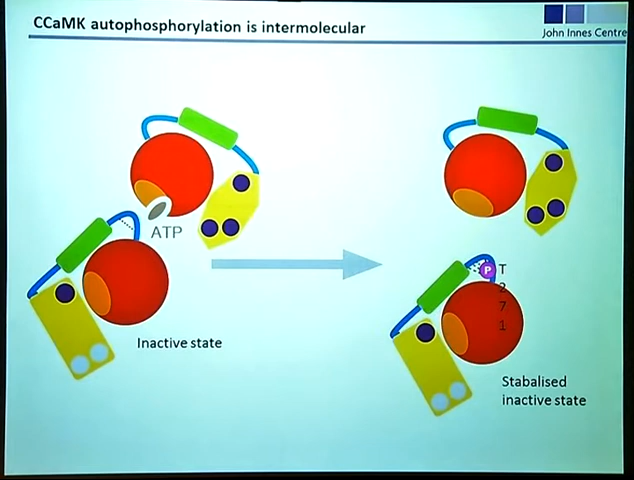 CCaMK autophosphorylation is intermolecular
John Innes Centre
ATP
P
T
2
7
1
Inactive state
Stabalised
inactive state